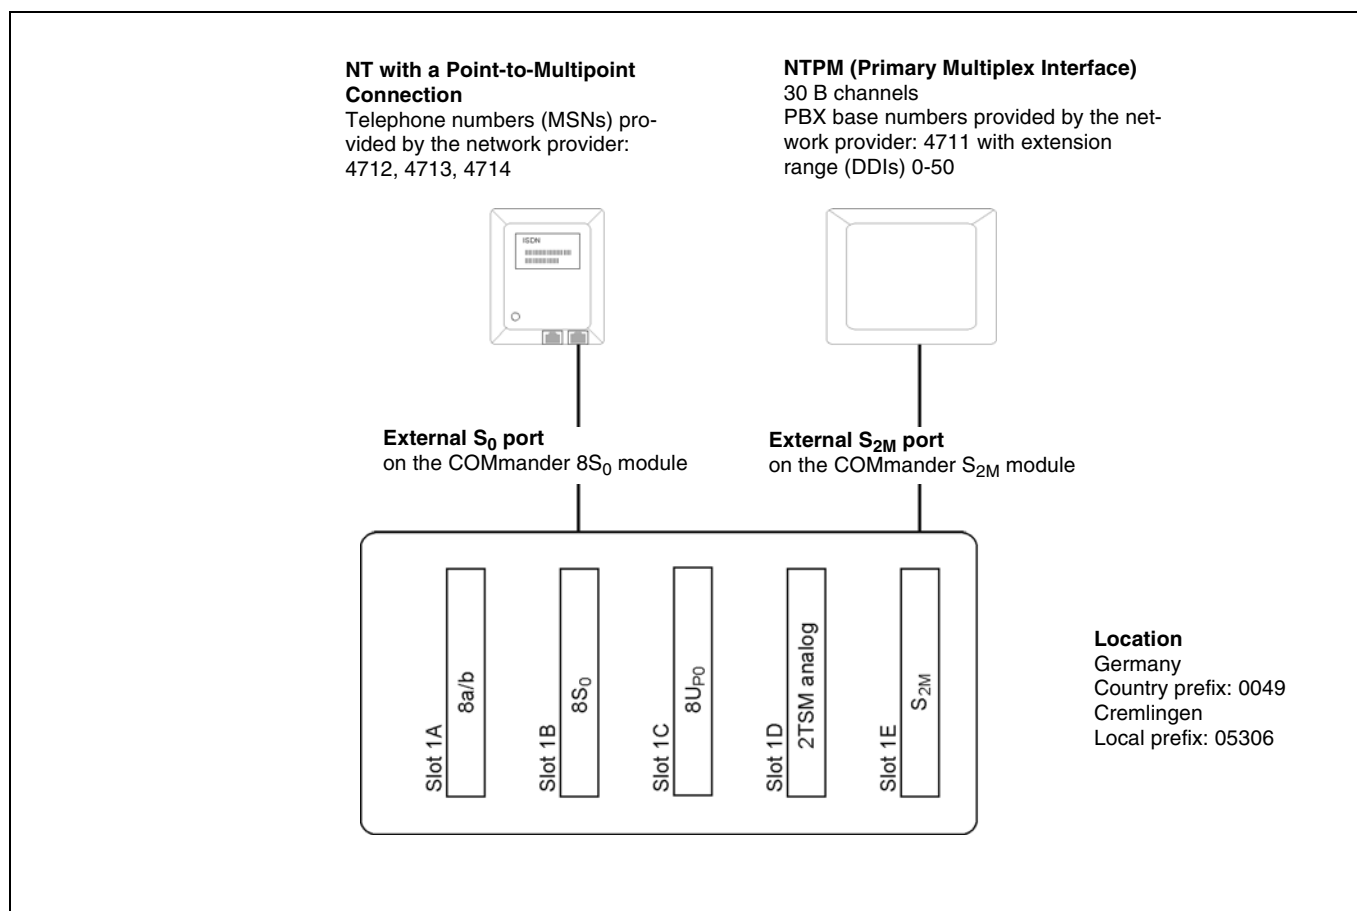 NT with a Point-to-Multipoint
Connection
Telephone numbers (MSNs) pro-
vided by the network provider:
4712, 4713, 4714
NTPM (Primary Multiplex Interface)
30 B channels
PBX base numbers provided by the net-
work provider: 4711 with extension
range (DDIs) 0-50
ISDN
External S0 port
on the COMmander 8S0 module
External S2M port
on the COMmander S2M module
Slot 1A
8a/b
Slot 1B
8S0
Slot 1C
8UP0
Slot 1D
2TSM analog
Slot 1E
S2M
Location
Germany
Country prefix: 0049
Cremlingen
Local prefix: 05306